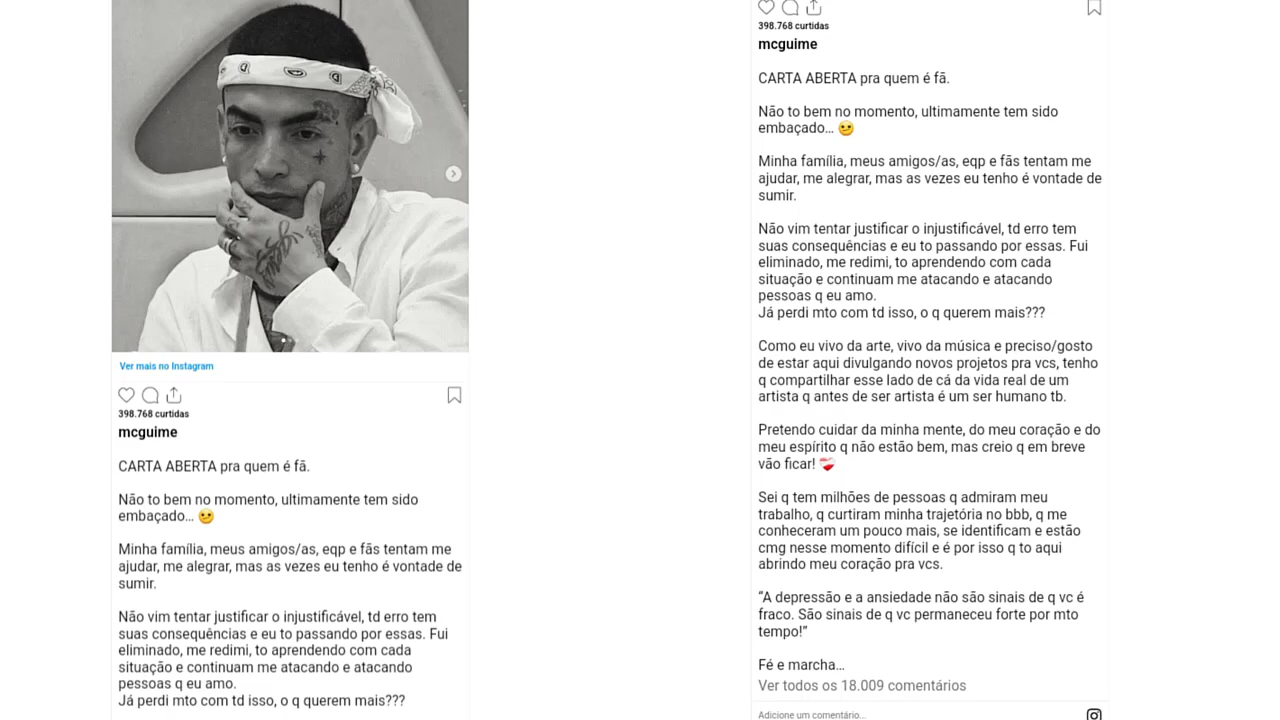 Ver mais no Instagram
398.768 curtidas
mcguime
CARTA ABERTA pra quem é fã.
Não to bem no momento, ultimamente tem sido
embaçado... 🫤
Minha família, meus amigos/as, eqp e fãs tentam me
ajudar, me alegrar, mas as vezes eu tenho é vontade de
sumir.
Não vim tentar justificar o injustificável, td erro tem
suas consequências e eu to passando por essas. Fui
eliminado, me redimi, to aprendendo com cada
situação e continuam me atacando e atacando
pessoas q eu amo.
Já perdi mto com td isso, o q querem mais???
398.768 curtidas
mcguime
CARTA ABERTA pra quem é fã.
Não to bem no momento, ultimamente tem sido
embaçado... 🫤
Minha família, meus amigos/as, eqp e fãs tentam me
ajudar, me alegrar, mas as vezes eu tenho é vontade de
sumir.
Não vim tentar justificar o injustificável, td erro tem
suas consequências e eu to passando por essas. Fui
eliminado, me redimi, to aprendendo com cada
situação e continuam me atacando e atacando
pessoas q eu amo.
Já perdi mto com td isso, o q querem mais???
Como eu vivo da arte, vivo da música e preciso/gosto
de estar aqui divulgando novos projetos pra vcs, tenho
q compartilhar esse lado de cá da vida real de um
artista q antes de ser artista é um ser humano tb.
Pretendo cuidar da minha mente, do meu coração e do
meu espírito q não estão bem, mas creio q em breve
vão ficar! ❤️‍🩹
Sei q tem milhões de pessoas q admiram meu
trabalho, q curtiram minha trajetória no bbb, q me
conheceram um pouco mais, se identificam e estão
cmg nesse momento difícil e é por isso q to aqui
abrindo meu coração pra vcs.
“A depressão e a ansiedade não são sinais de q vc é
fraco. São sinais de q vc permaneceu forte por mto
tempo!”
Fé e marcha...
Ver todos os 18.009 comentários
Adicione um comentário...